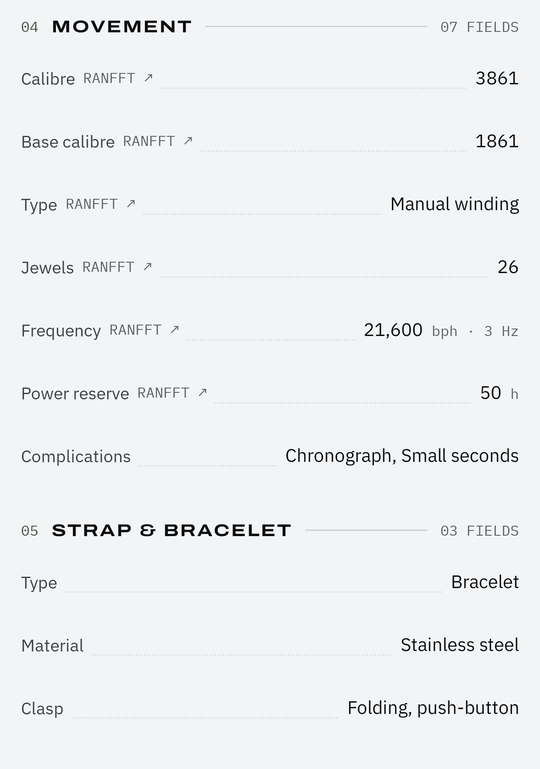 04 MOVEMENT 07 FIELDS
Calibre RANFFT ↗ 3861
Base calibre RANFFT ↗ 1861
Type RANFFT ↗ Manual winding
Jewels RANFFT ↗ 26
Frequency RANFFT ↗ 21,600 bph · 3 Hz
Power reserve RANFFT ↗ 50 h
Complications Chronograph, Small seconds
05 STRAP & BRACELET 03 FIELDS
Type Bracelet
Material Stainless steel
Clasp Folding, push-button